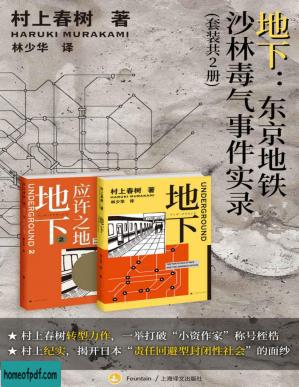 村上春树 著
HARUKI MURAKAMI
林少华 译
地下：东京地铁
沙林毒气事件实录
（套装共2册）
UNDERGROUND 2
地下
2
应许之地
UNDERGROUND
村上春树 著
HARUKI MURAKAMI
林少华 译
地下
★ 村上春树转型力作，一举打破“小资作家”称号桎梏
★ 村上纪实，揭开日本“责任回避型封闭性社会”的面纱
homeofpdf.com
Fountain / 上海译文出版社